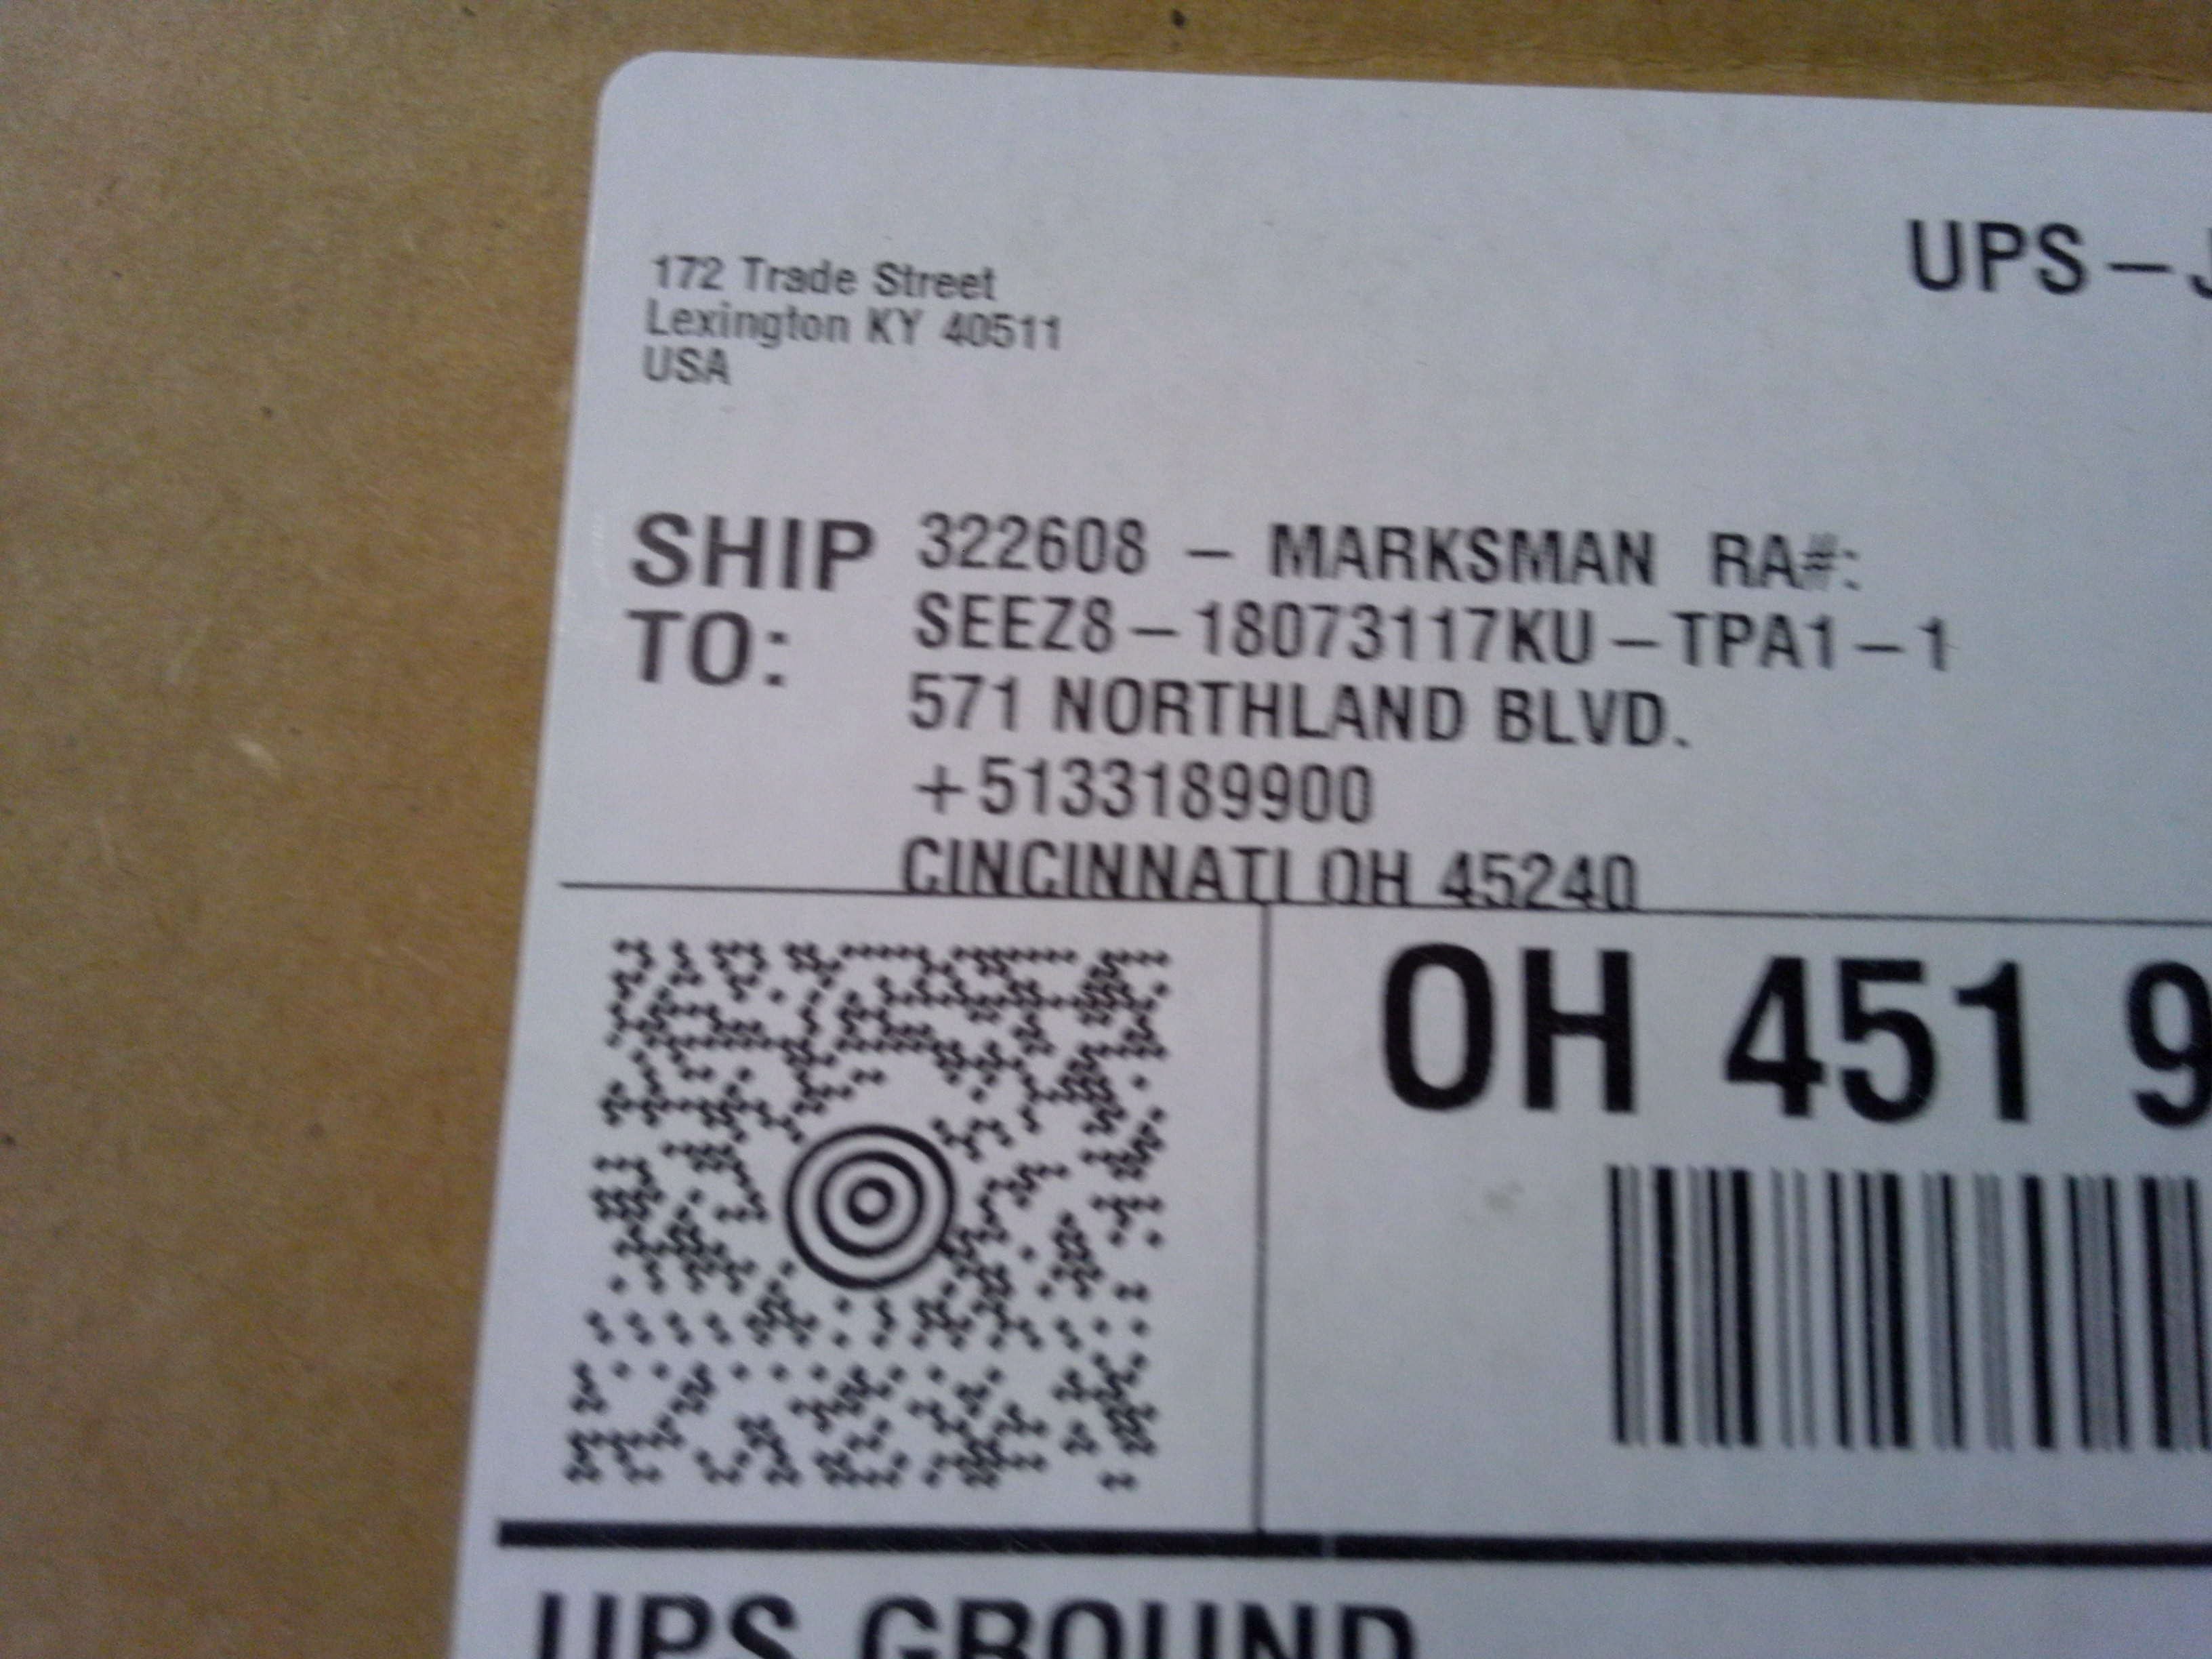 172 Trade Street
Lexington KY 40511
USA
UPS – J
SHIP TO:
322608 – MARKSMAN RA#:
SEEZ8 – 18073117KU – TPA1 – 1
571 NORTHLAND BLVD.
+5133189900
CINCINNATI OH 45240
OH 451 9
UPS GROUND